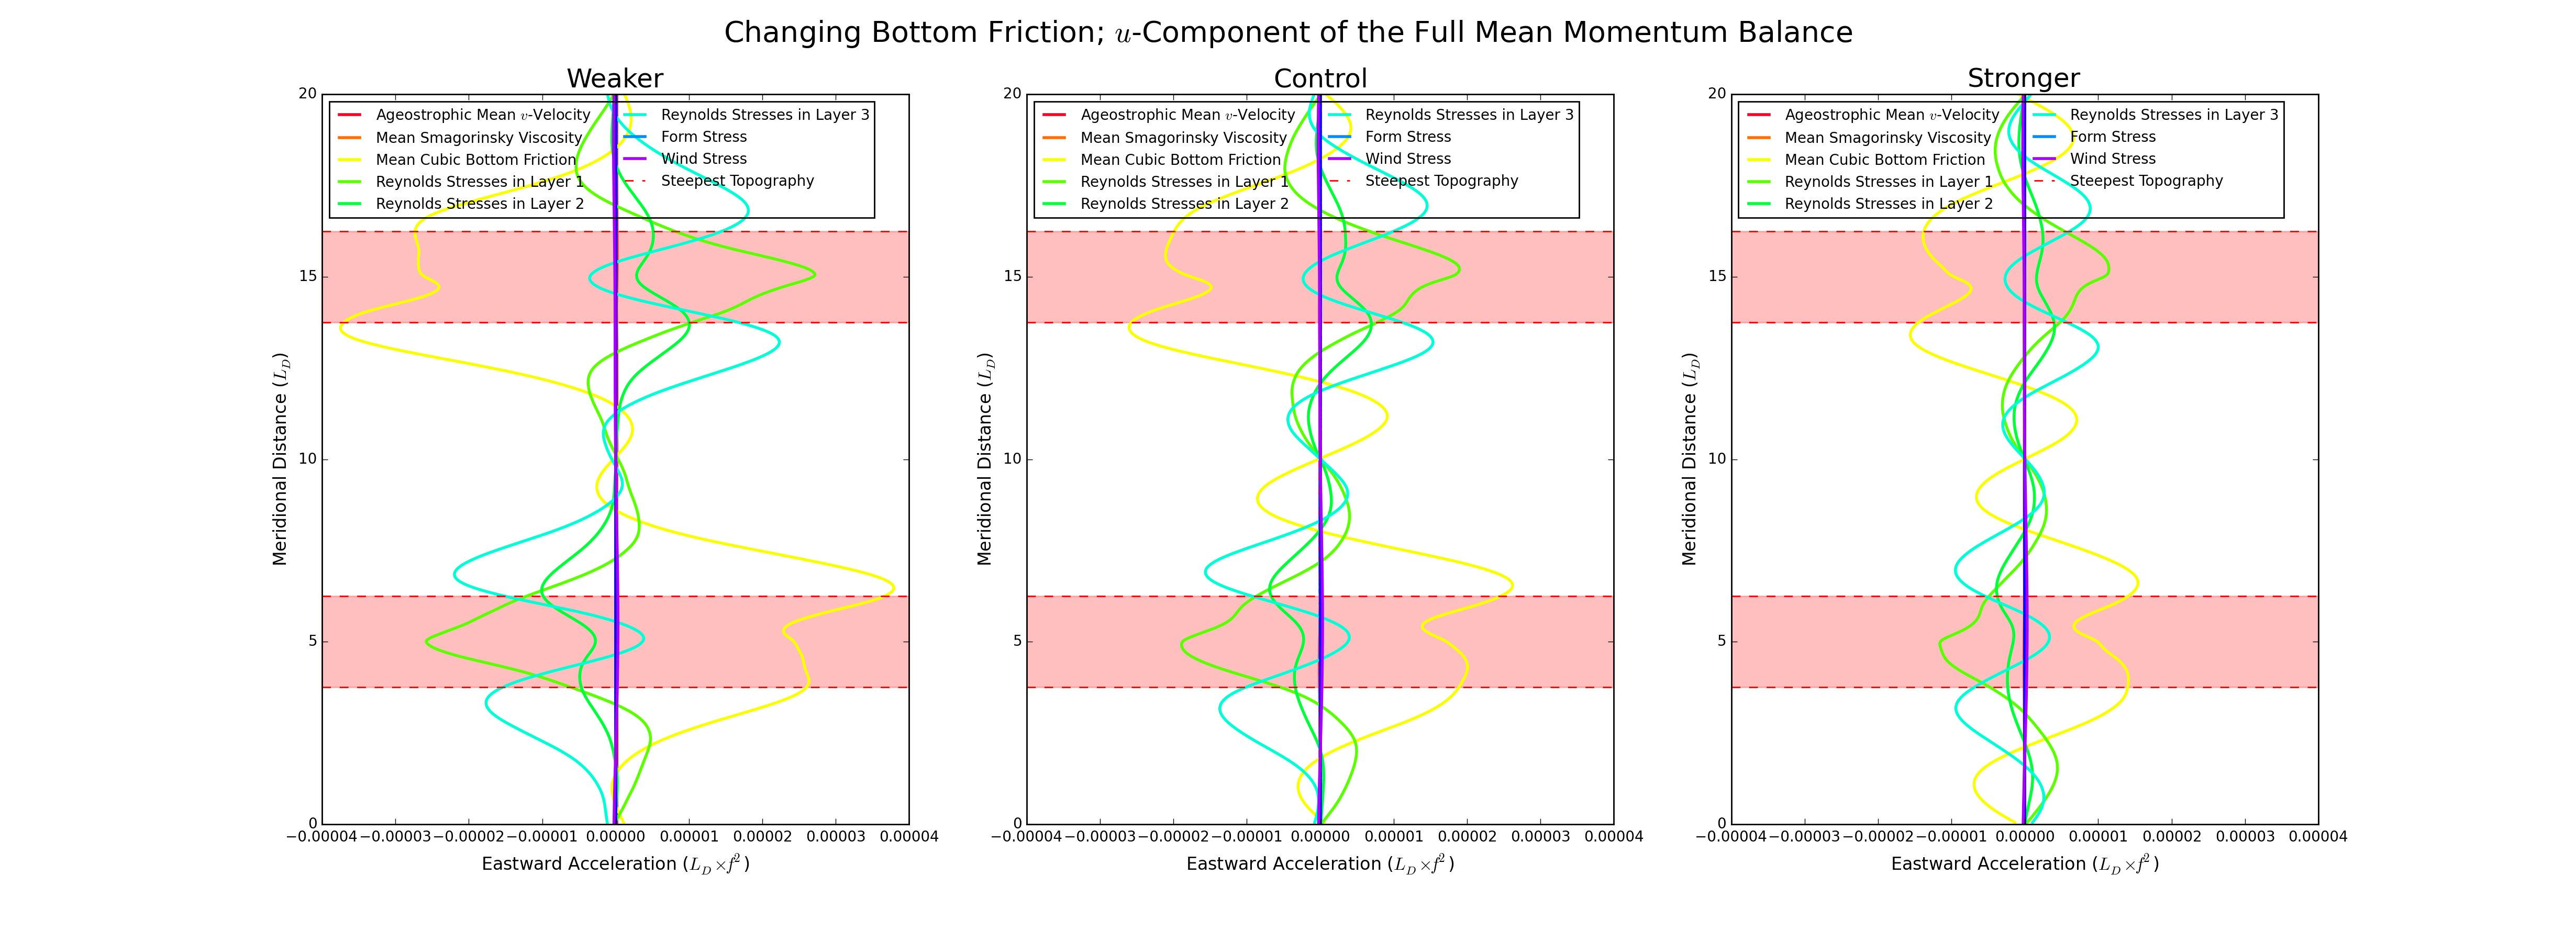 Changing Bottom Friction; u-Component of the Full Mean Momentum Balance
Weaker
20
15
10
5
0
Meridional Distance (L_D)
Ageostrophic Mean v-Velocity
Mean Smagorinsky Viscosity
Mean Cubic Bottom Friction
Reynolds Stresses in Layer 1
Reynolds Stresses in Layer 2
Reynolds Stresses in Layer 3
Form Stress
Wind Stress
Steepest Topography
−0.00004 −0.00003 −0.00002 −0.00001 0.00000 0.00001 0.00002 0.00003 0.00004
Eastward Acceleration (L_D×f²)
Control
20
15
10
5
0
Meridional Distance (L_D)
Ageostrophic Mean v-Velocity
Mean Smagorinsky Viscosity
Mean Cubic Bottom Friction
Reynolds Stresses in Layer 1
Reynolds Stresses in Layer 2
Reynolds Stresses in Layer 3
Form Stress
Wind Stress
Steepest Topography
−0.00004 −0.00003 −0.00002 −0.00001 0.00000 0.00001 0.00002 0.00003 0.00004
Eastward Acceleration (L_D×f²)
Stronger
20
15
10
5
0
Meridional Distance (L_D)
Ageostrophic Mean v-Velocity
Mean Smagorinsky Viscosity
Mean Cubic Bottom Friction
Reynolds Stresses in Layer 1
Reynolds Stresses in Layer 2
Reynolds Stresses in Layer 3
Form Stress
Wind Stress
Steepest Topography
−0.00004 −0.00003 −0.00002 −0.00001 0.00000 0.00001 0.00002 0.00003 0.00004
Eastward Acceleration (L_D×f²)